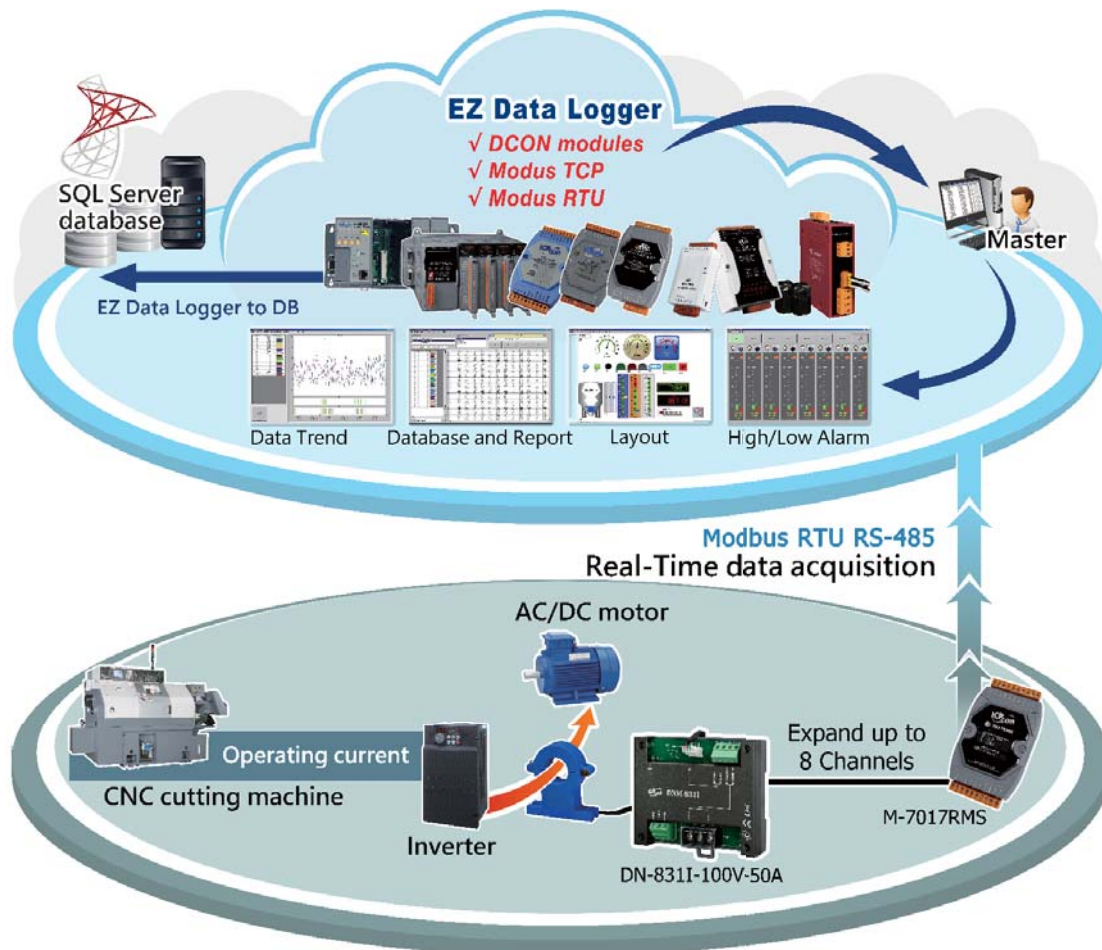 EZ Data Logger
√ DCON modules
√ Modus TCP
√ Modus RTU
SQL Server
database
Master
EZ Data Logger to DB
Data Trend
Database and Report
Layout
High/Low Alarm
Modbus RTU RS-485
Real-Time data acquisition
AC/DC motor
Operating current
Expand up to
8 Channels
CNC cutting machine
M-7017RMS
Inverter
DN-831I-100V-50A